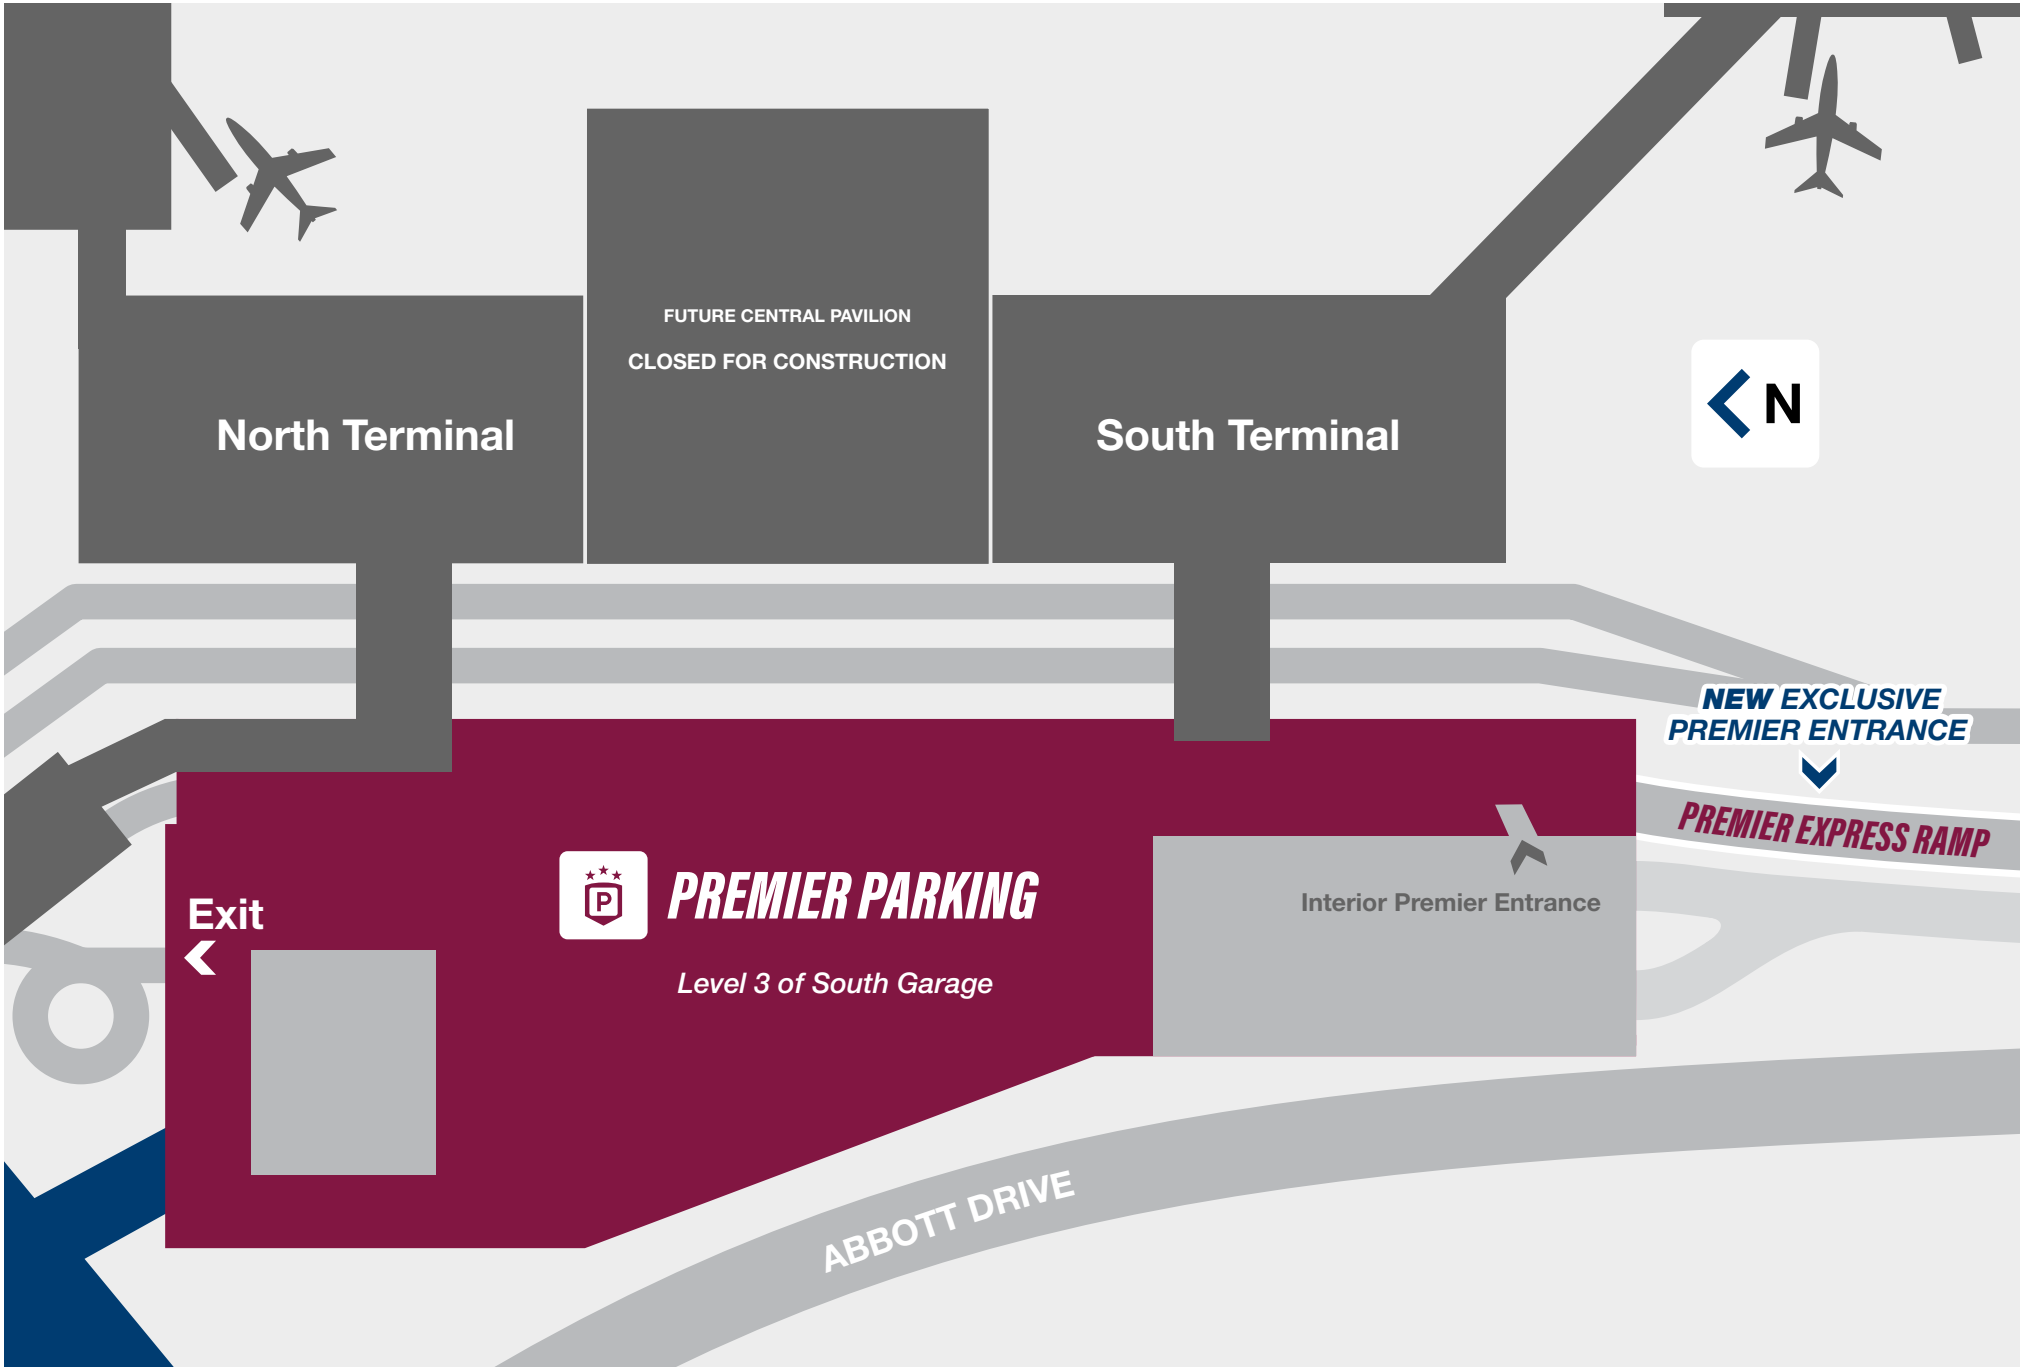 FUTURE CENTRAL PAVILION
CLOSED FOR CONSTRUCTION
North Terminal
South Terminal
N
NEW EXCLUSIVE
PREMIER ENTRANCE
PREMIER EXPRESS RAMP
Exit
P
PREMIER PARKING
Level 3 of South Garage
Interior Premier Entrance
ABBOTT DRIVE